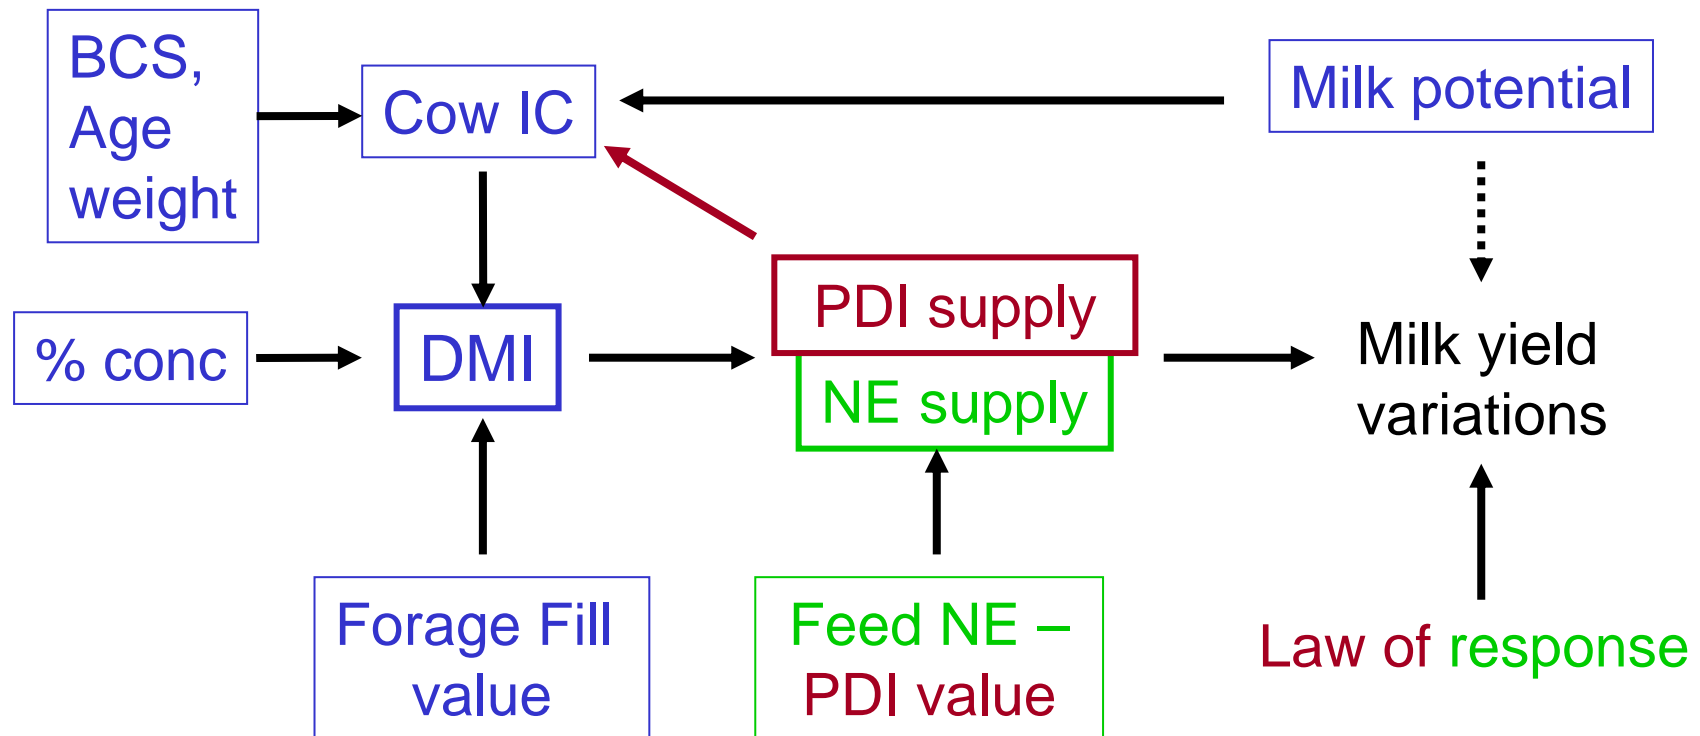 BCS,
Age
weight
Cow IC
Milk potential
% conc
DMI
PDI supply
NE supply
Milk yield
variations
Forage Fill
value
Feed NE –
PDI value
Law of response